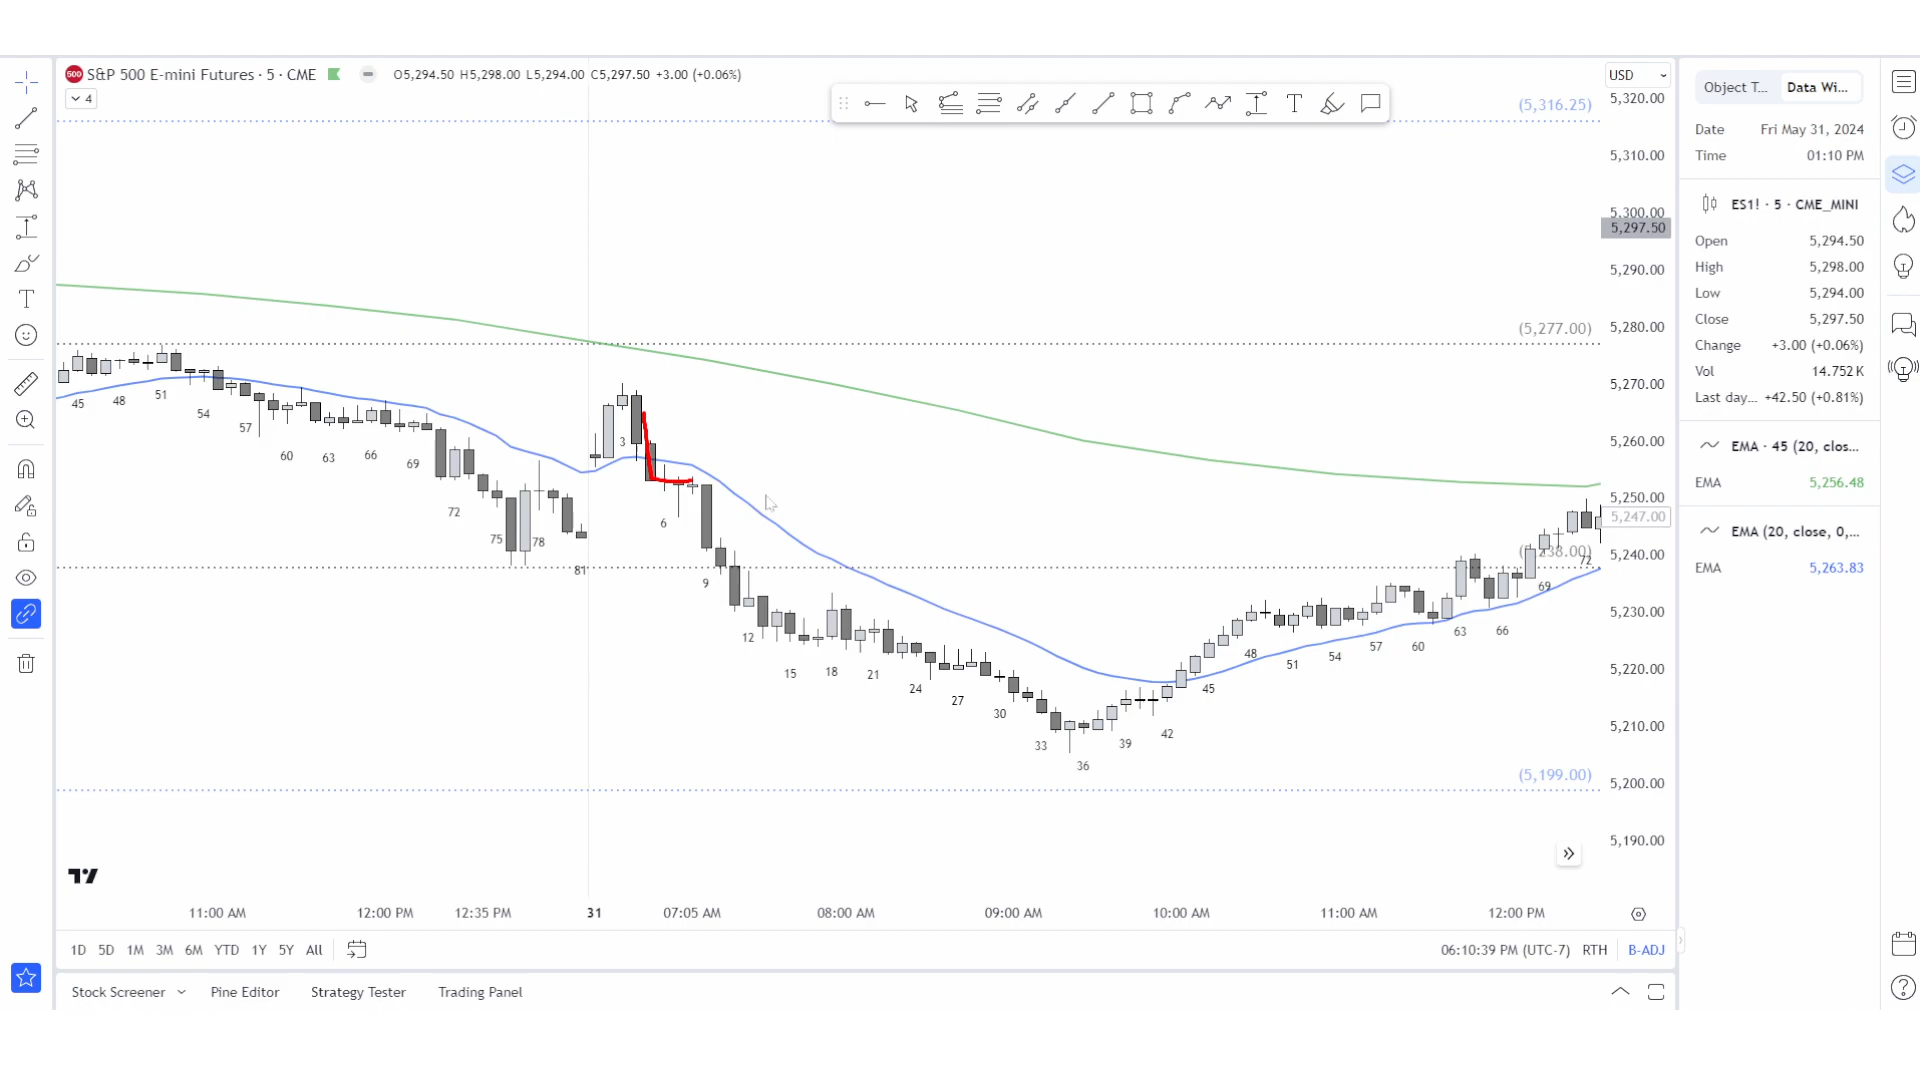 500 S&P 500 E-mini Futures · 5 · CME O5,294.50 H5,298.00 L5,294.00 C5,297.50 +3.00 (+0.06%)
4
USD
5,320.00
5,310.00
5,300.00
5,297.50
5,290.00
5,280.00
5,270.00
5,260.00
5,250.00
5,247.00
5,240.00
5,230.00
5,220.00
5,210.00
5,200.00
5,190.00
(5,316.25)
(5,277.00)
(5,199.00)
45 48 51 54 57 60 63 66 69 72 75 78 81
3 6 9 12 15 18 21 24 27 30 33 36 39 42 45 48 51 54 57 60 63 66 69 72
11:00 AM 12:00 PM 12:35 PM 31 07:05 AM 08:00 AM 09:00 AM 10:00 AM 11:00 AM 12:00 PM
1D 5D 1M 3M 6M YTD 1Y 5Y All
06:10:39 PM (UTC-7) RTH B-ADJ
Stock Screener Pine Editor Strategy Tester Trading Panel
Object T... Data Wi...
Date Fri May 31, 2024
Time 01:10 PM
ES1! · 5 · CME_MINI
Open 5,294.50
High 5,298.00
Low 5,294.00
Close 5,297.50
Change +3.00 (+0.06%)
Vol 14.752 K
Last day... +42.50 (+0.81%)
EMA · 45 (20, clos...
EMA 5,256.48
EMA (20, close, 0,...
EMA 5,263.83